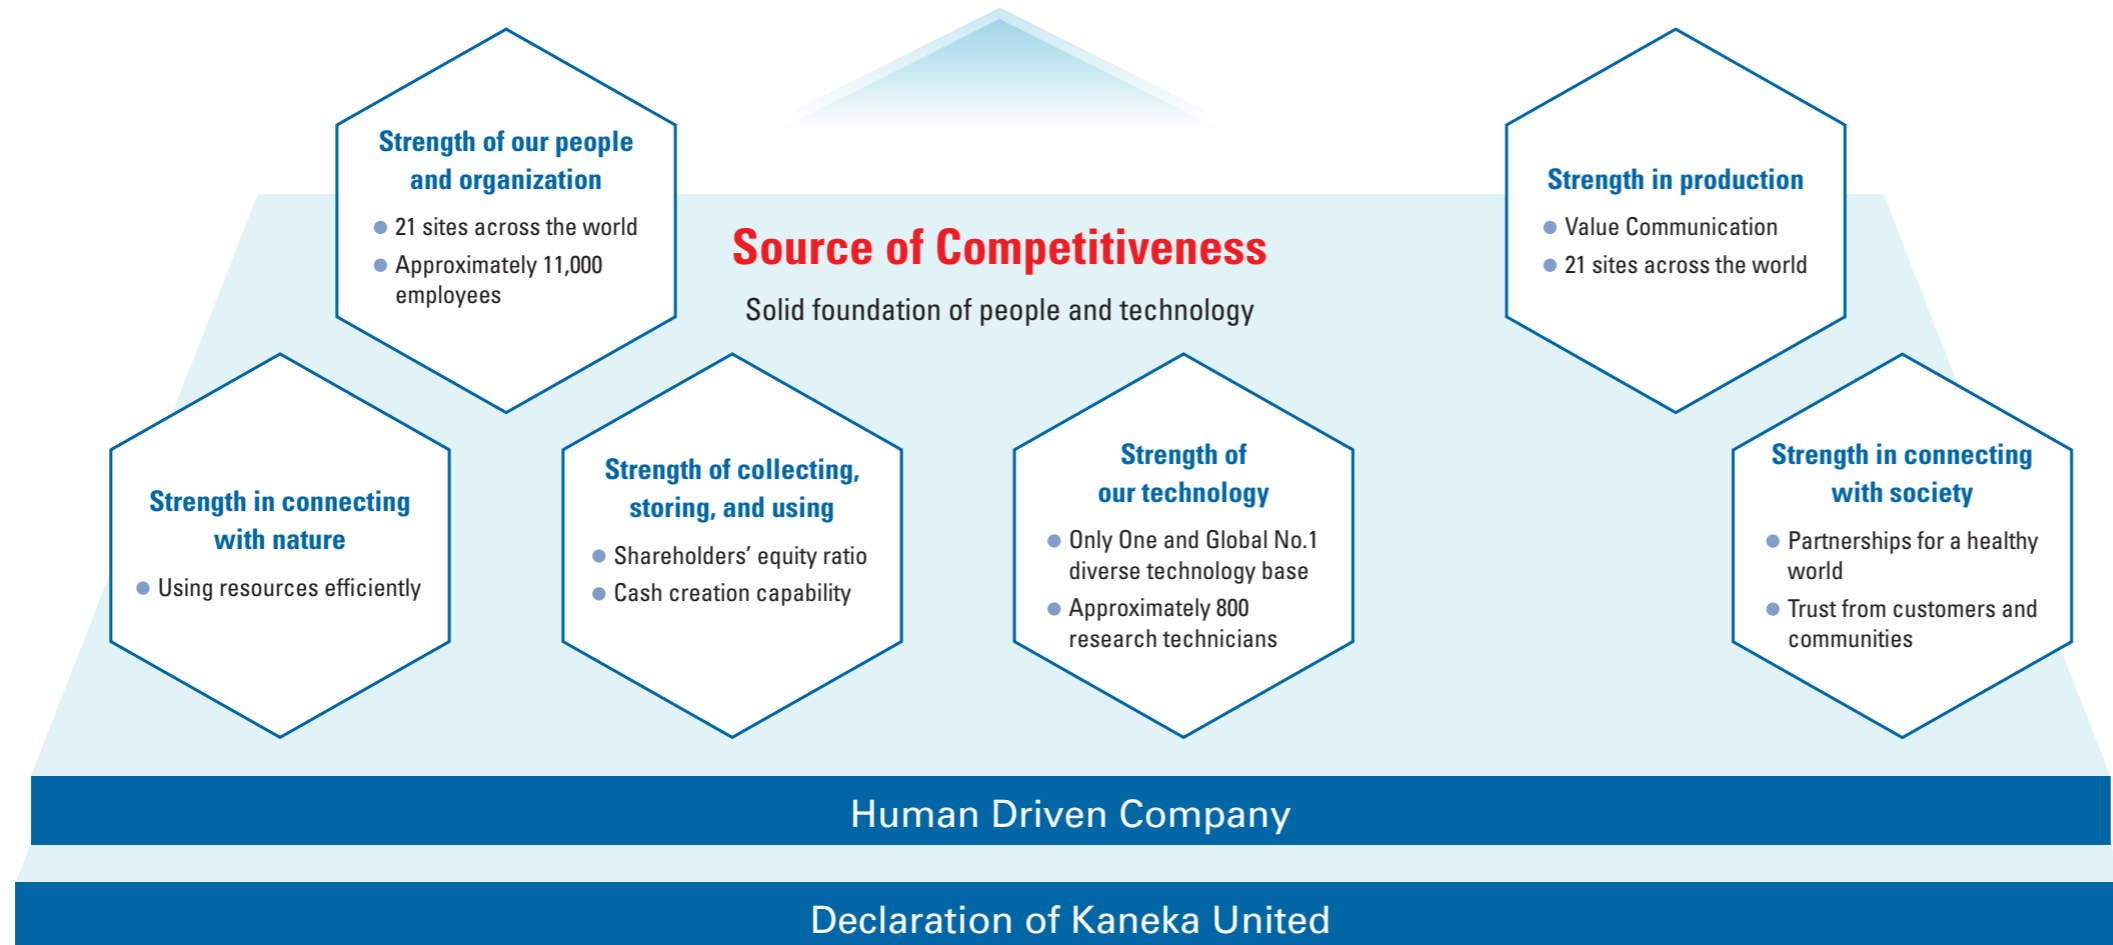 Strength of our people
and organization
● 21 sites across the world
● Approximately 11,000
employees
Source of Competitiveness
Solid foundation of people and technology
Strength in production
● Value Communication
● 21 sites across the world
Strength in connecting
with nature
● Using resources efficiently
Strength of collecting,
storing, and using
● Shareholders’ equity ratio
● Cash creation capability
Strength of
our technology
● Only One and Global No.1
diverse technology base
● Approximately 800
research technicians
Strength in connecting
with society
● Partnerships for a healthy
world
● Trust from customers and
communities
Human Driven Company
Declaration of Kaneka United